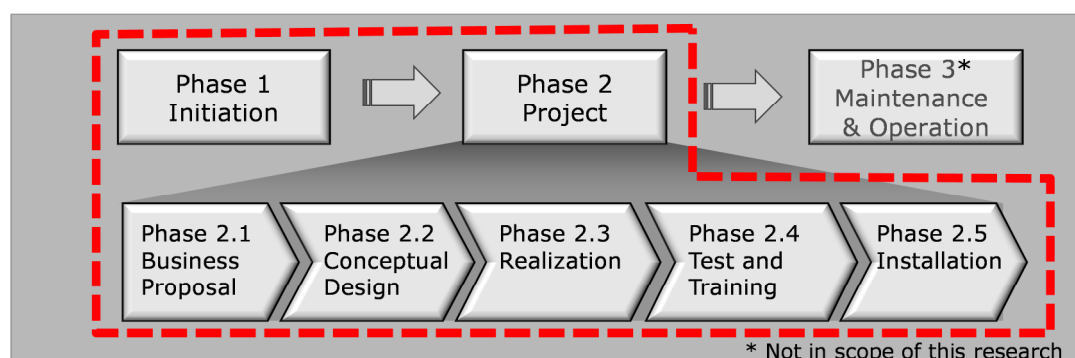 Phase 1
Initiation
Phase 2
Project
Phase 3*
Maintenance
& Operation
Phase 2.1
Business
Proposal
Phase 2.2
Conceptual
Design
Phase 2.3
Realization
Phase 2.4
Test and
Training
Phase 2.5
Installation
* Not in scope of this research